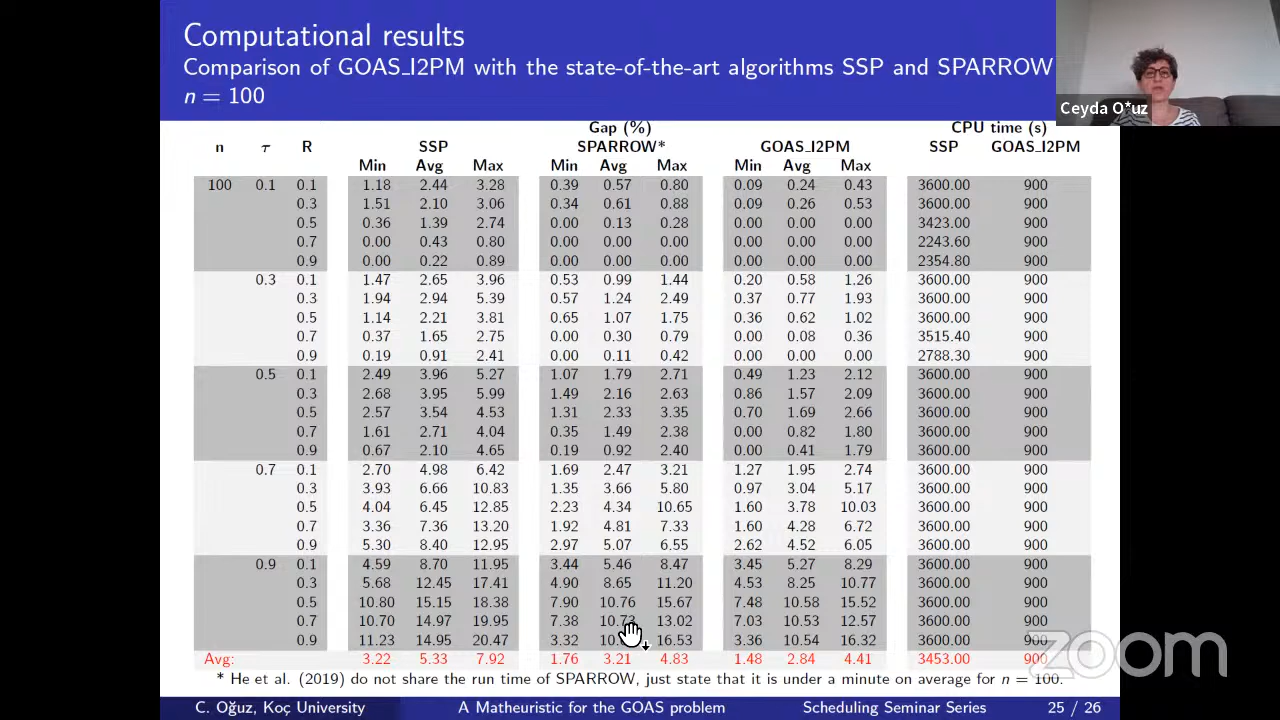 Computational results
Comparison of GOAS_I2PM with the state-of-the-art algorithms SSP and SPARROW
n = 100
Ceyda O*uz
Gap (%) CPU time (s)
n τ R SSP SPARROW* GOAS_I2PM SSP GOAS_I2PM
Min Avg Max Min Avg Max Min Avg Max
100 0.1 0.1 1.18 2.44 3.28 0.39 0.57 0.80 0.09 0.24 0.43 3600.00 900
0.3 1.51 2.10 3.06 0.34 0.61 0.88 0.09 0.26 0.53 3600.00 900
0.5 0.36 1.39 2.74 0.00 0.13 0.28 0.00 0.00 0.00 3423.00 900
0.7 0.00 0.43 0.80 0.00 0.00 0.00 0.00 0.00 0.00 2243.60 900
0.9 0.00 0.22 0.89 0.00 0.00 0.00 0.00 0.00 0.00 2354.80 900
0.3 0.1 1.47 2.65 3.96 0.53 0.99 1.44 0.20 0.58 1.26 3600.00 900
0.3 1.94 2.94 5.39 0.57 1.24 2.49 0.37 0.77 1.93 3600.00 900
0.5 1.14 2.21 3.81 0.65 1.07 1.75 0.36 0.62 1.02 3600.00 900
0.7 0.37 1.65 2.75 0.00 0.30 0.79 0.00 0.08 0.36 3515.40 900
0.9 0.19 0.91 2.41 0.00 0.11 0.42 0.00 0.00 0.00 2788.30 900
0.5 0.1 2.49 3.96 5.27 1.07 1.79 2.71 0.49 1.23 2.12 3600.00 900
0.3 2.68 3.95 5.99 1.49 2.16 2.63 0.86 1.57 2.09 3600.00 900
0.5 2.57 3.54 4.53 1.31 2.33 3.35 0.70 1.69 2.66 3600.00 900
0.7 1.61 2.71 4.04 0.35 1.49 2.38 0.00 0.82 1.80 3600.00 900
0.9 0.67 2.10 4.65 0.19 0.92 2.40 0.00 0.41 1.79 3600.00 900
0.7 0.1 2.70 4.98 6.42 1.69 2.47 3.21 1.27 1.95 2.74 3600.00 900
0.3 3.93 6.66 10.83 1.35 3.66 5.80 0.97 3.04 5.17 3600.00 900
0.5 4.04 6.45 12.85 2.23 4.34 10.65 1.60 3.78 10.03 3600.00 900
0.7 3.36 7.36 13.20 1.92 4.81 7.33 1.60 4.28 6.72 3600.00 900
0.9 5.30 8.40 12.95 2.97 5.07 6.55 2.62 4.52 6.05 3600.00 900
0.9 0.1 4.59 8.70 11.95 3.44 5.46 8.47 3.45 5.27 8.29 3600.00 900
0.3 5.68 12.45 17.41 4.90 8.65 11.20 4.53 8.25 10.77 3600.00 900
0.5 10.80 15.15 18.38 7.90 10.76 15.67 7.48 10.58 15.52 3600.00 900
0.7 10.70 14.97 19.95 7.38 13.02 7.03 10.53 12.57 3600.00 900
0.9 11.23 14.95 20.47 3.32 16.53 3.36 10.54 16.32 3600.00 900
Avg: 3.22 5.33 7.92 1.76 3.21 4.83 1.48 2.84 4.41 3453.00 900
* He et al. (2019) do not share the run time of SPARROW, just state that it is under a minute on average for n = 100.
zoom
C. Oğuz, Koç University A Matheuristic for the GOAS problem Scheduling Seminar Series 25 / 26